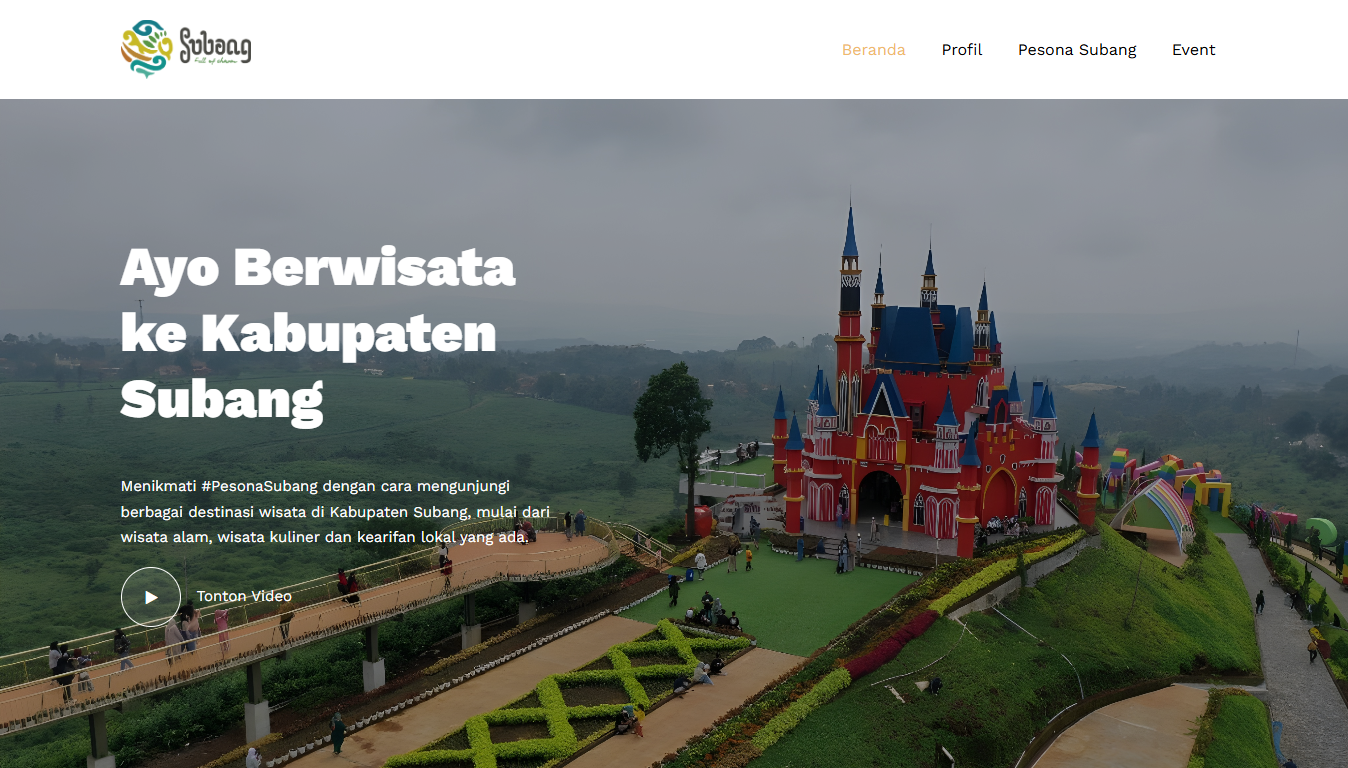 Subang
full of charm
Beranda
Profil
Pesona Subang
Event
Ayo Berwisata
ke Kabupaten
Subang
Menikmati #PesonaSubang dengan cara mengunjungi
berbagai destinasi wisata di Kabupaten Subang, mulai dari
wisata alam, wisata kuliner dan kearifan lokal yang ada.
Tonton Video